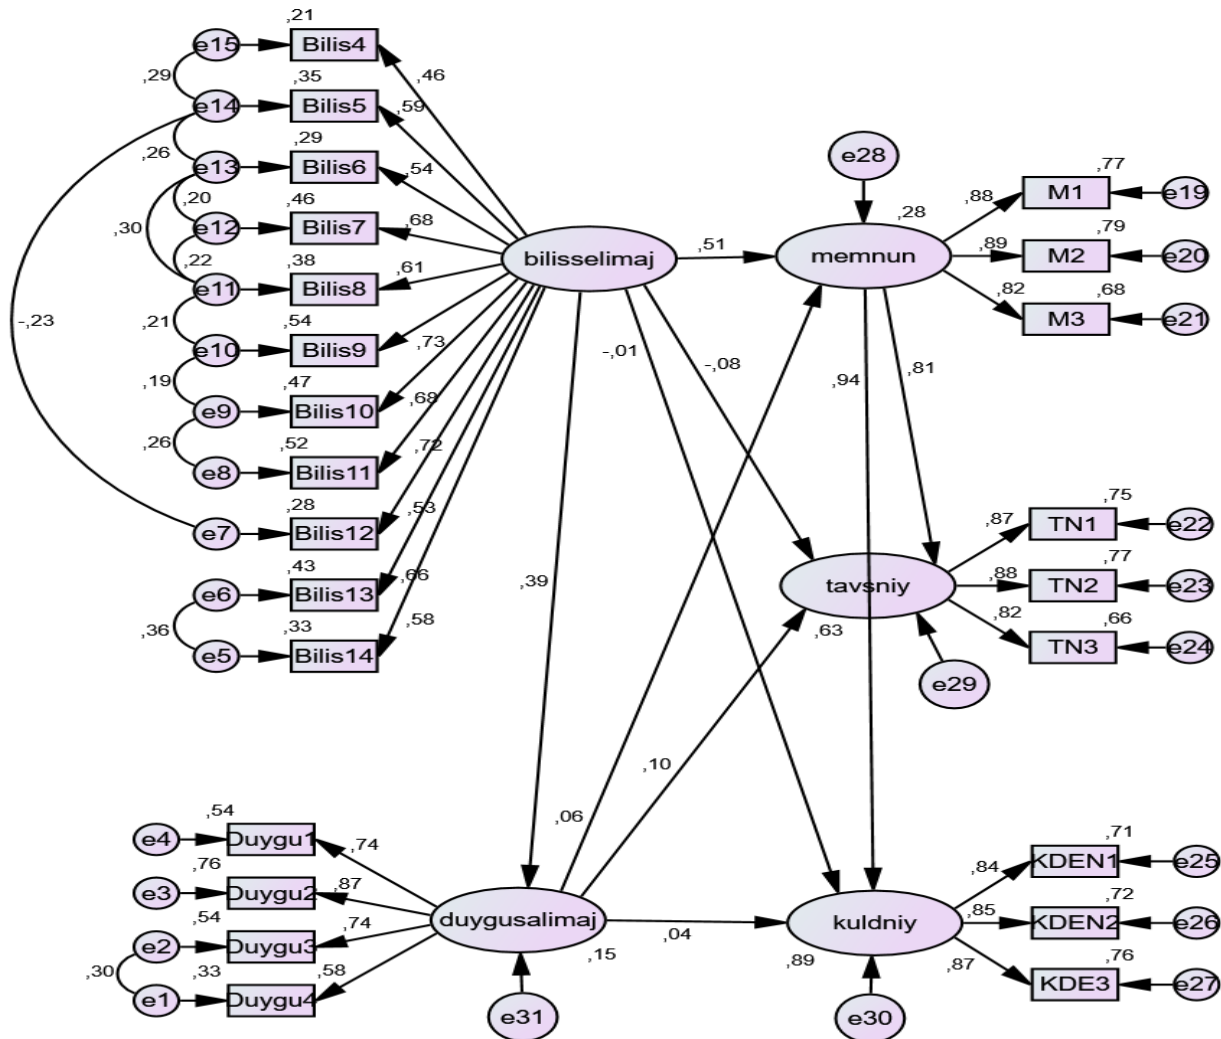 ,21
e15 Bilis4
,29 ,35 ,46
e14 Bilis5 ,59
,26 ,29
e13 Bilis6 ,54
,20 ,46
,30 e12 Bilis7 ,68
,22 ,38
e11 Bilis8 ,61
-,23 ,21 ,54
e10 Bilis9 ,73
,19 ,47
e9 Bilis10 ,68
,26 ,52
e8 Bilis11 ,72
,28
e7 Bilis12 ,53
,43
e6 Bilis13 ,66
,36 ,33 ,58
e5 Bilis14
bilisselimaj ,51
e28
,28
memnun
,88 M1 ,77 e19
,89 M2 ,79 e20
,82 M3 ,68 e21
-,01 -,08 ,94 ,81
,39
tavsniy
,63
e29
,87 TN1 ,75 e22
,88 TN2 ,77 e23
,82 TN3 ,66 e24
,10
,06
,54
e4 Duygu1 ,74
,76
e3 Duygu2 ,87
,54
e2 Duygu3 ,74
,30 ,33 ,58
e1 Duygu4
duygusalimaj ,04
,15
e31
kuldniy
,89
e30
,84 KDEN1 ,71 e25
,85 KDEN2 ,72 e26
,87 KDE3 ,76 e27